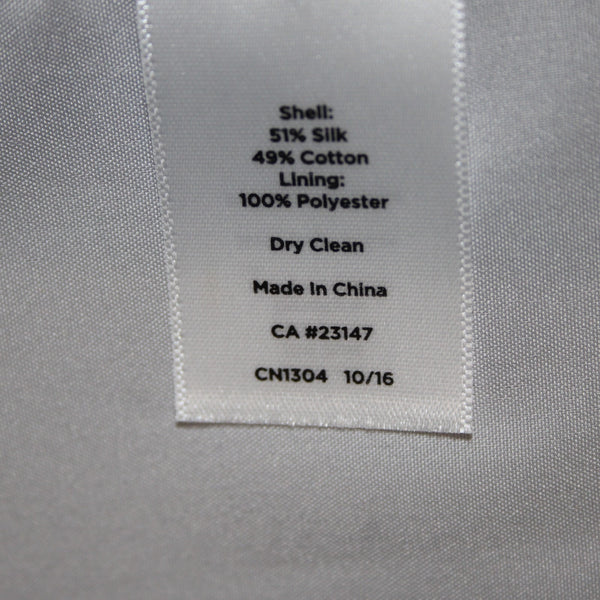 Shell:
51% Silk
49% Cotton
Lining:
100% Polyester
Dry Clean
Made In China
CA #23147
CN1304 10/16